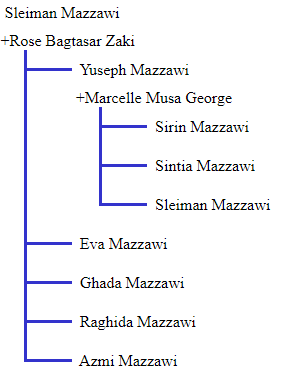 Sleiman Mazzawi
+Rose Bagtasar Zaki
Yuseph Mazzawi
+Marcelle Musa George
Sirin Mazzawi
Sintia Mazzawi
Sleiman Mazzawi
Eva Mazzawi
Ghada Mazzawi
Raghida Mazzawi
Azmi Mazzawi